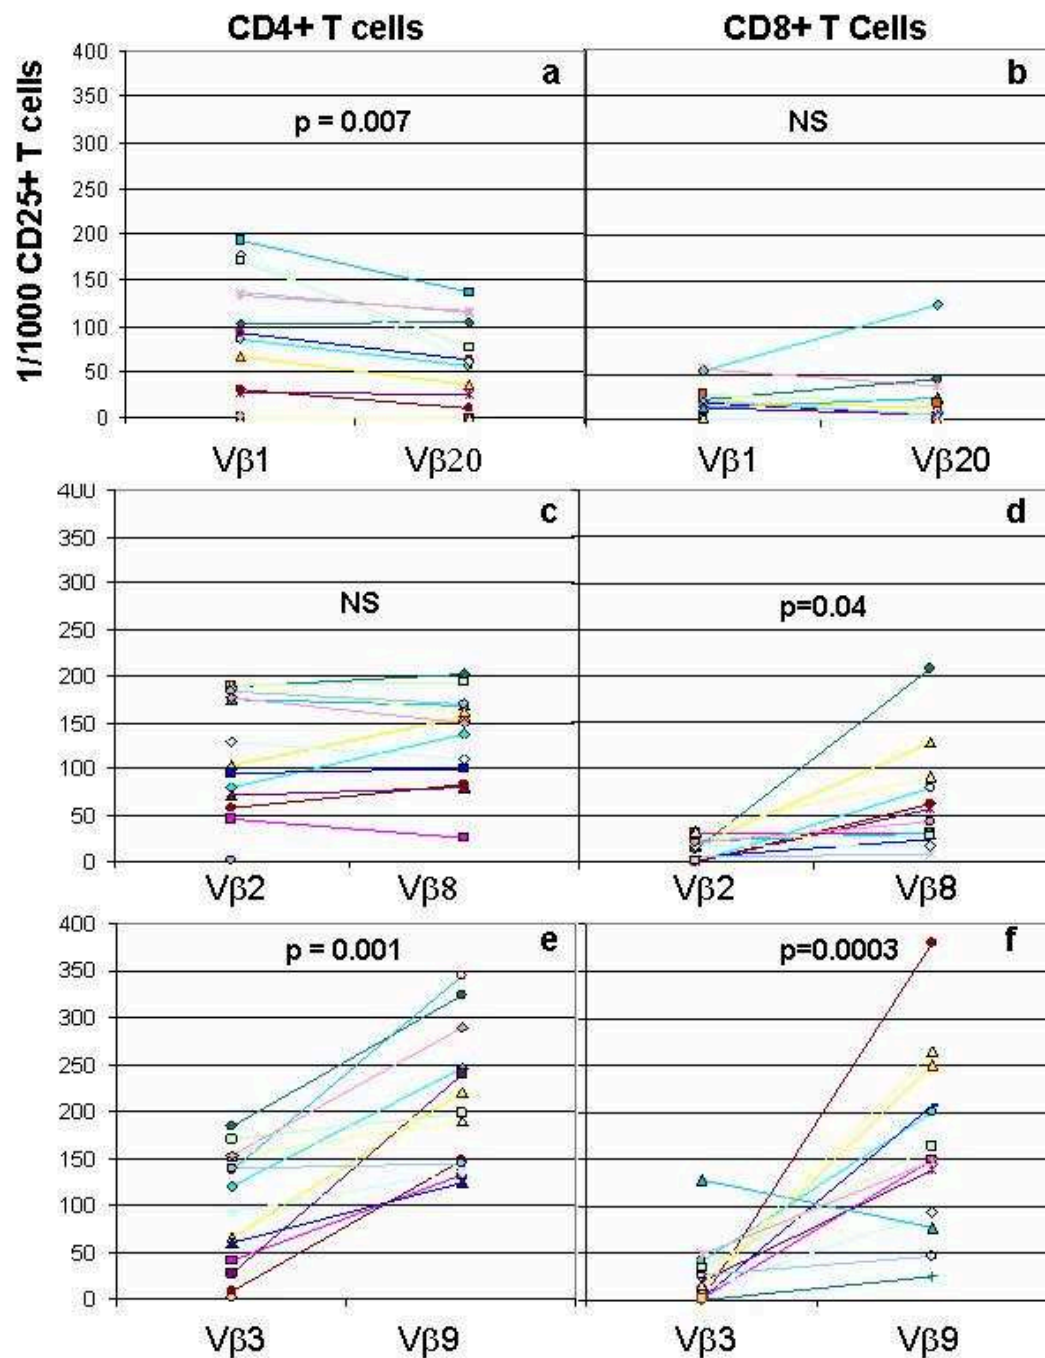 CD4+ T cells CD8+ T Cells
1/1000 CD25+ T cells
400 a b
350
300 p = 0.007 NS
250
200
150
100
50
0
Vβ1 Vβ20 Vβ1 Vβ20
400 c d
350
300 NS p=0.04
250
200
150
100
50
0
Vβ2 Vβ8 Vβ2 Vβ8
400 p = 0.001 e p=0.0003 f
350
300
250
200
150
100
50
0
Vβ3 Vβ9 Vβ3 Vβ9